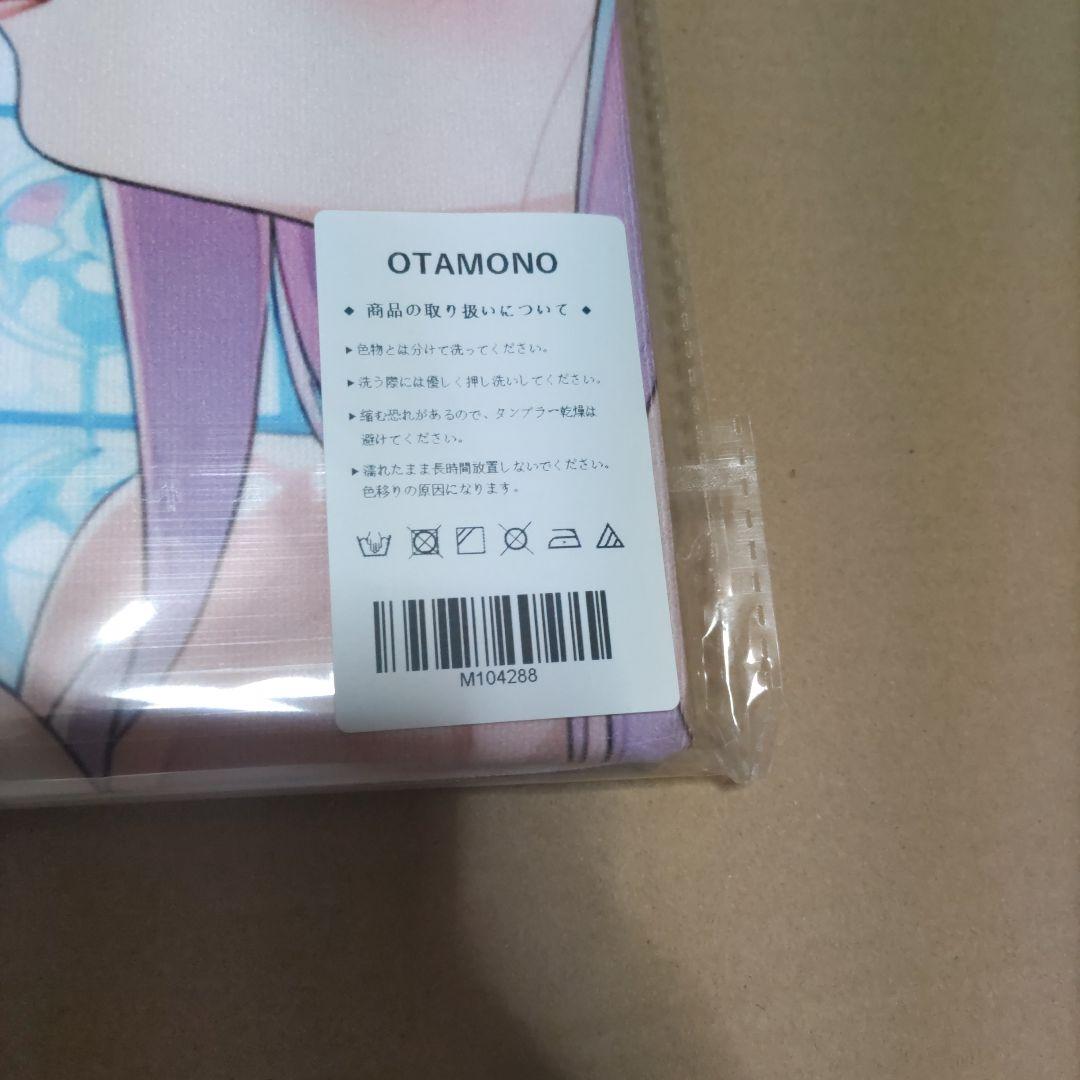 OTAMONO
◆ 商品の取り扱いについて ◆
▶色物とは分けて洗ってください。
▶洗う際には優しく押し洗いしてください。
▶縮む恐れがあるので、タンブラー乾燥は
避けてください。
▶濡れたまま長時間放置しないでください。
色移りの原因になります。
M104288